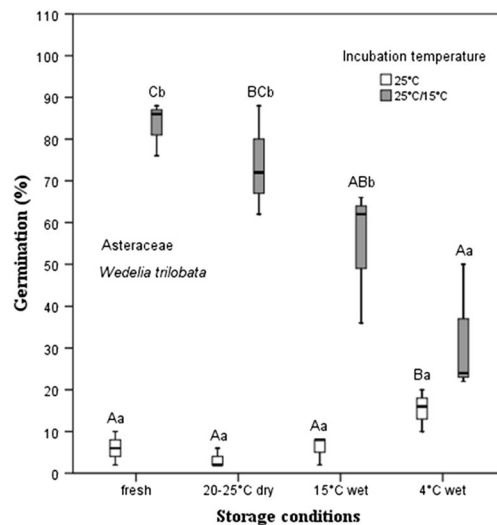 110
100
90
80
70
60
50
40
30
20
10
0
Germination (%)
Incubation temperature
25°C
25°C/15°C
Cb
BCb
ABb
Aa
Asteraceae
Wedelia trilobata
Aa
Aa
Aa
Ba
fresh
20-25°C dry
15°C wet
4°C wet
Storage conditions